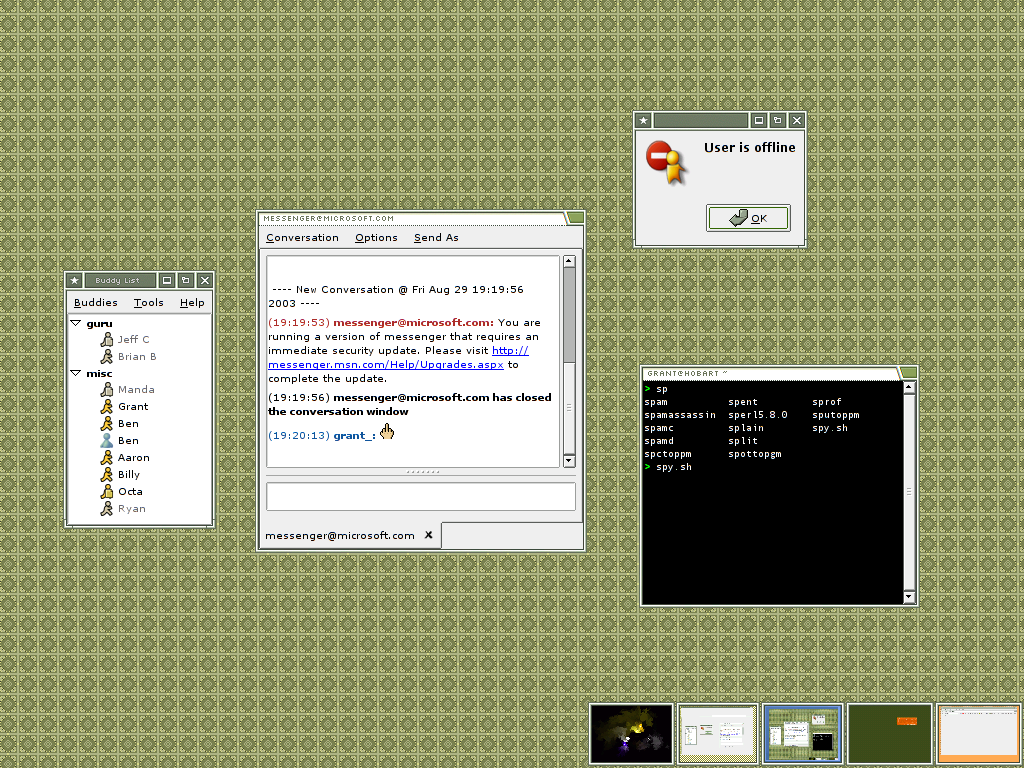 User is offline
OK
MESSENGER@MICROSOFT.COM
Conversation Options Send As
---- New Conversation @ Fri Aug 29 19:19:56
2003 ----
(19:19:53) messenger@microsoft.com: You are
running a version of messenger that requires an
immediate security update. Please visit http://
messenger.msn.com/Help/Upgrades.aspx to
complete the update.
(19:19:56) messenger@microsoft.com has closed
the conversation window
(19:20:13) grant_:
messenger@microsoft.com X
Buddy List
Buddies Tools Help
guru
Jeff C
Brian B
misc
Manda
Grant
Ben
Ben
Aaron
Billy
Octa
Ryan
GRANT@HOBART ~
> sp
spam spent sprof
spamassassin sperl5.8.0 sputoppm
spamc splain spy.sh
spamd split
spctoppm spottopgm
> spy.sh